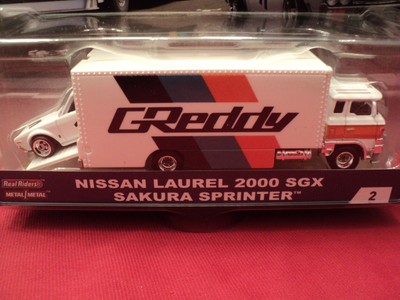 GReddy
Real Riders
METAL/METAL
NISSAN LAUREL 2000 SGX
SAKURA SPRINTER™
2